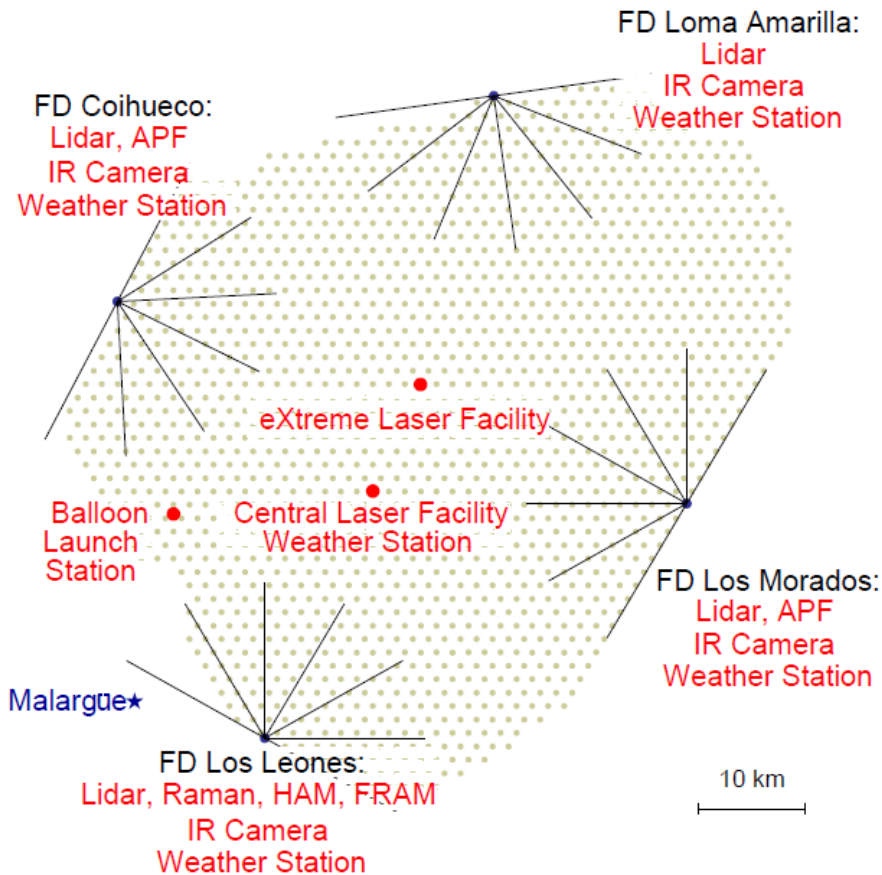 FD Loma Amarilla:
Lidar
IR Camera
Weather Station
FD Coihueco:
Lidar, APF
IR Camera
Weather Station
eXtreme Laser Facility
Balloon
Launch
Station
Central Laser Facility
Weather Station
FD Los Morados:
Lidar, APF
IR Camera
Weather Station
Malargüe
FD Los Leones:
Lidar, Raman, HAM, FRAM
IR Camera
Weather Station
10 km